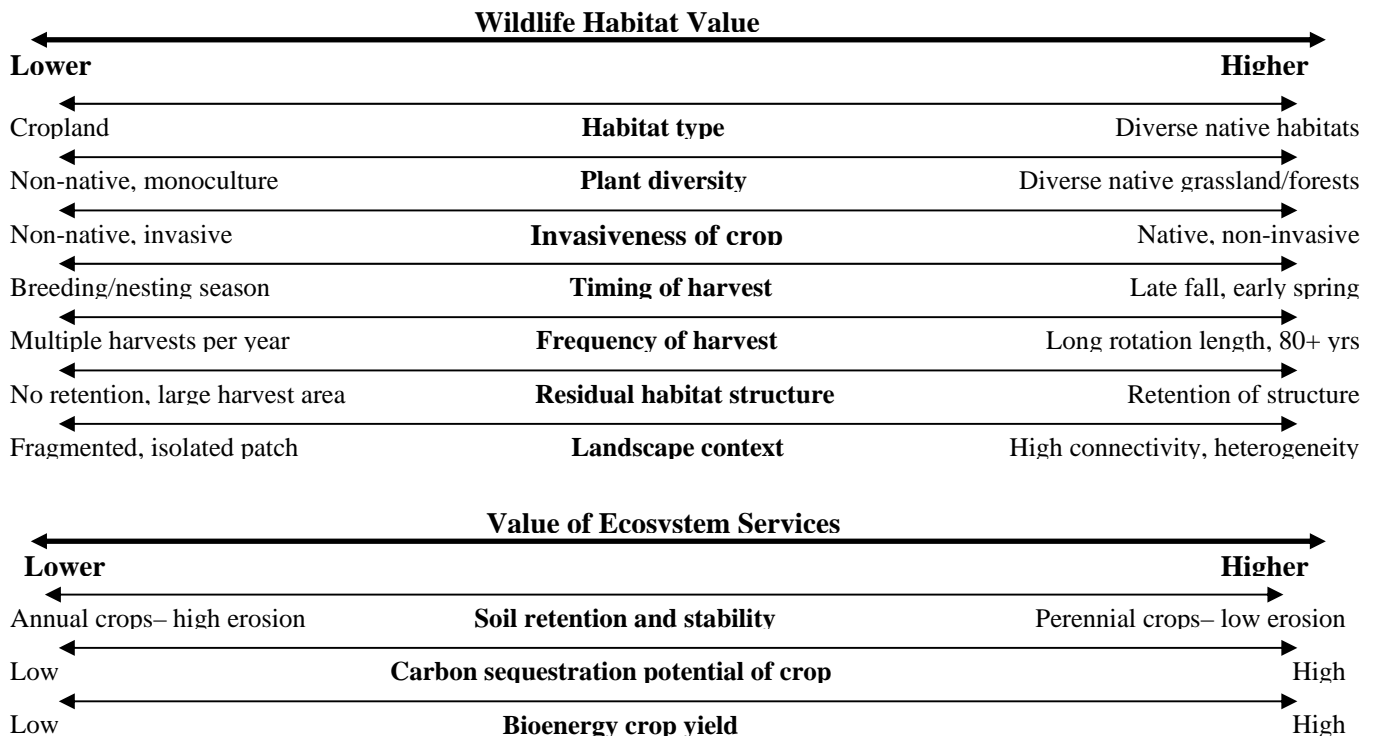 Wildlife Habitat Value
Lower Higher
Cropland Habitat type Diverse native habitats
Non-native, monoculture Plant diversity Diverse native grassland/forests
Non-native, invasive Invasiveness of crop Native, non-invasive
Breeding/nesting season Timing of harvest Late fall, early spring
Multiple harvests per year Frequency of harvest Long rotation length, 80+ yrs
No retention, large harvest area Residual habitat structure Retention of structure
Fragmented, isolated patch Landscape context High connectivity, heterogeneity
Value of Ecosystem Services
Lower Higher
Annual crops– high erosion Soil retention and stability Perennial crops– low erosion
Low Carbon sequestration potential of crop High
Low Bioenergy crop yield High